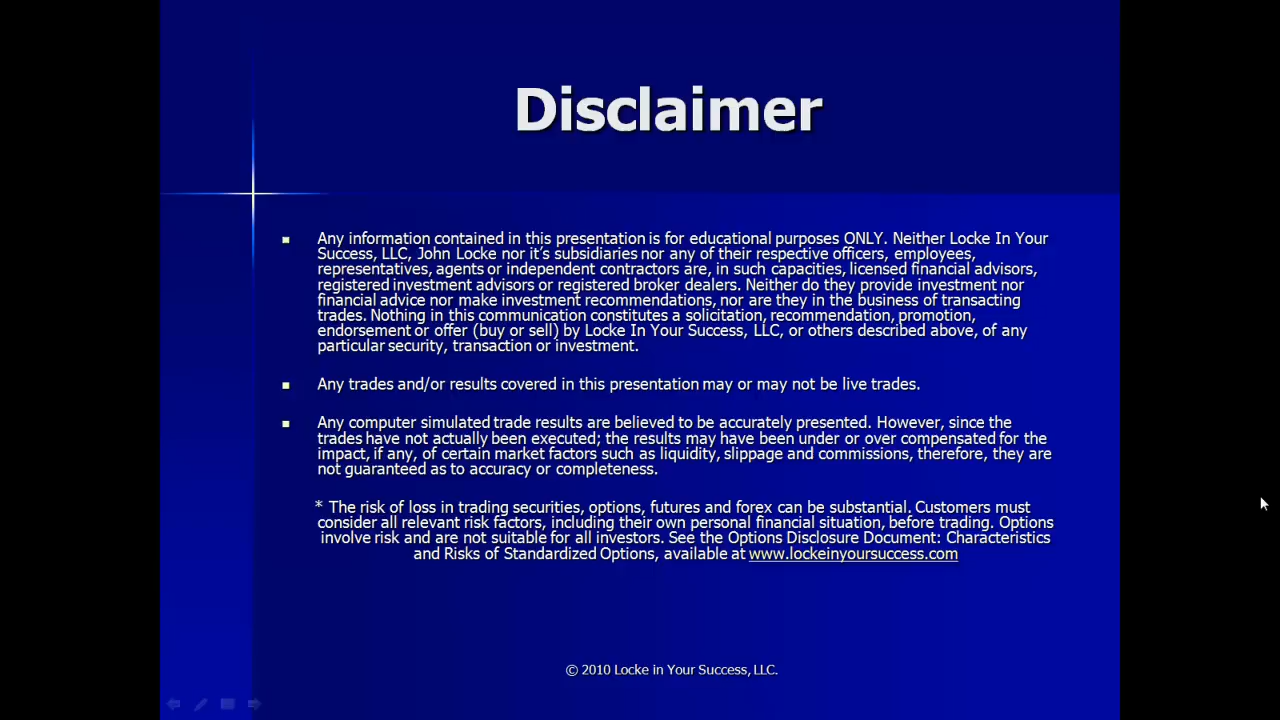 Disclaimer
Any information contained in this presentation is for educational purposes ONLY. Neither Locke In Your
Success, LLC, John Locke nor it's subsidiaries nor any of their respective officers, employees,
representatives, agents or independent contractors are, in such capacities, licensed financial advisors,
registered investment advisors or registered broker dealers. Neither do they provide investment nor
financial advice nor make investment recommendations, nor are they in the business of transacting
trades. Nothing in this communication constitutes a solicitation, recommendation, promotion,
endorsement or offer (buy or sell) by Locke In Your Success, LLC, or others described above, of any
particular security, transaction or investment.
Any trades and/or results covered in this presentation may or may not be live trades.
Any computer simulated trade results are believed to be accurately presented. However, since the
trades have not actually been executed; the results may have been under or over compensated for the
impact, if any, of certain market factors such as liquidity, slippage and commissions, therefore, they are
not guaranteed as to accuracy or completeness.
* The risk of loss in trading securities, options, futures and forex can be substantial. Customers must
consider all relevant risk factors, including their own personal financial situation, before trading. Options
involve risk and are not suitable for all investors. See the Options Disclosure Document: Characteristics
and Risks of Standardized Options, available at www.lockeinyoursuccess.com
© 2010 Locke in Your Success, LLC.